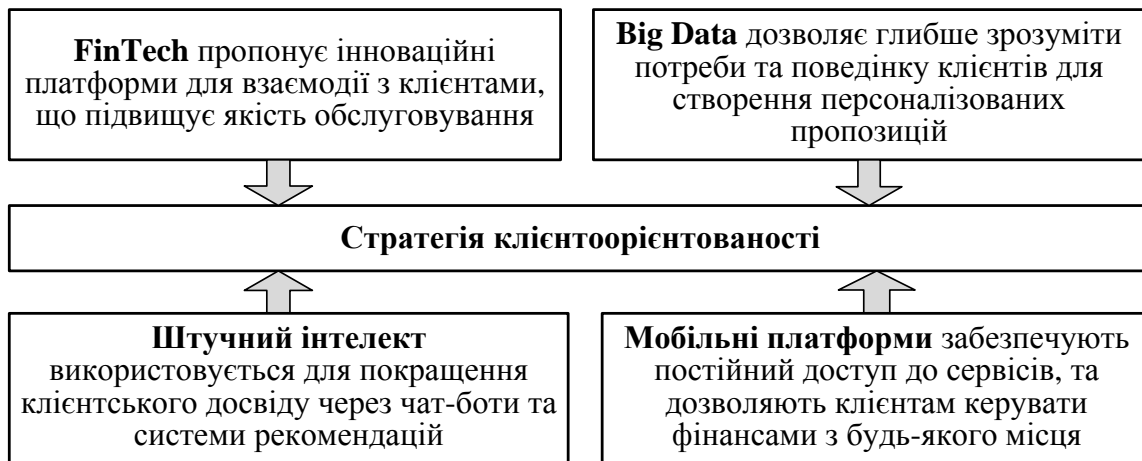 FinTech пропонує інноваційні
платформи для взаємодії з клієнтами,
що підвищує якість обслуговування
Big Data дозволяє глибше зрозуміти
потреби та поведінку клієнтів для
створення персоналізованих
пропозицій
Стратегія клієнтоорієнтованості
Штучний інтелект
використовується для покращення
клієнтського досвіду через чат-боти та
системи рекомендацій
Мобільні платформи забезпечують
постійний доступ до сервісів, та
дозволяють клієнтам керувати
фінансами з будь-якого місця